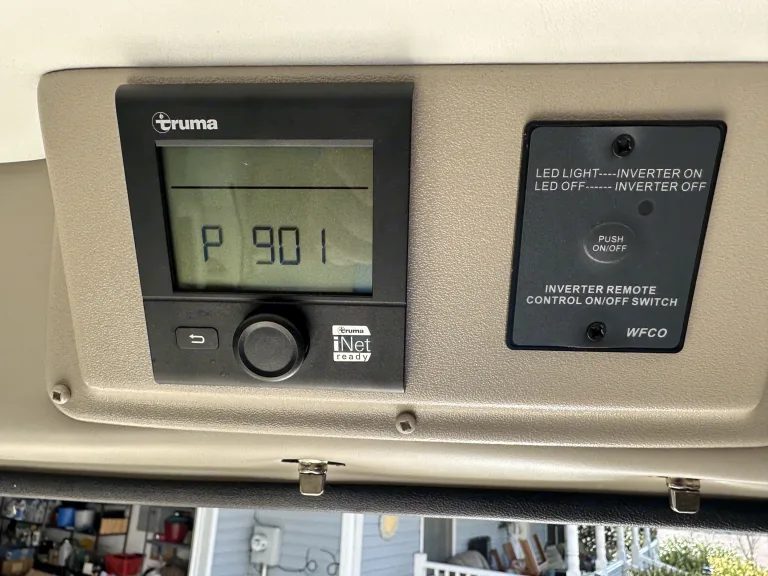 truma
P 901
truma
iNet
ready
LED LIGHT----INVERTER ON
LED OFF------ INVERTER OFF
PUSH
ON/OFF
INVERTER REMOTE
CONTROL ON/OFF SWITCH
WFCO